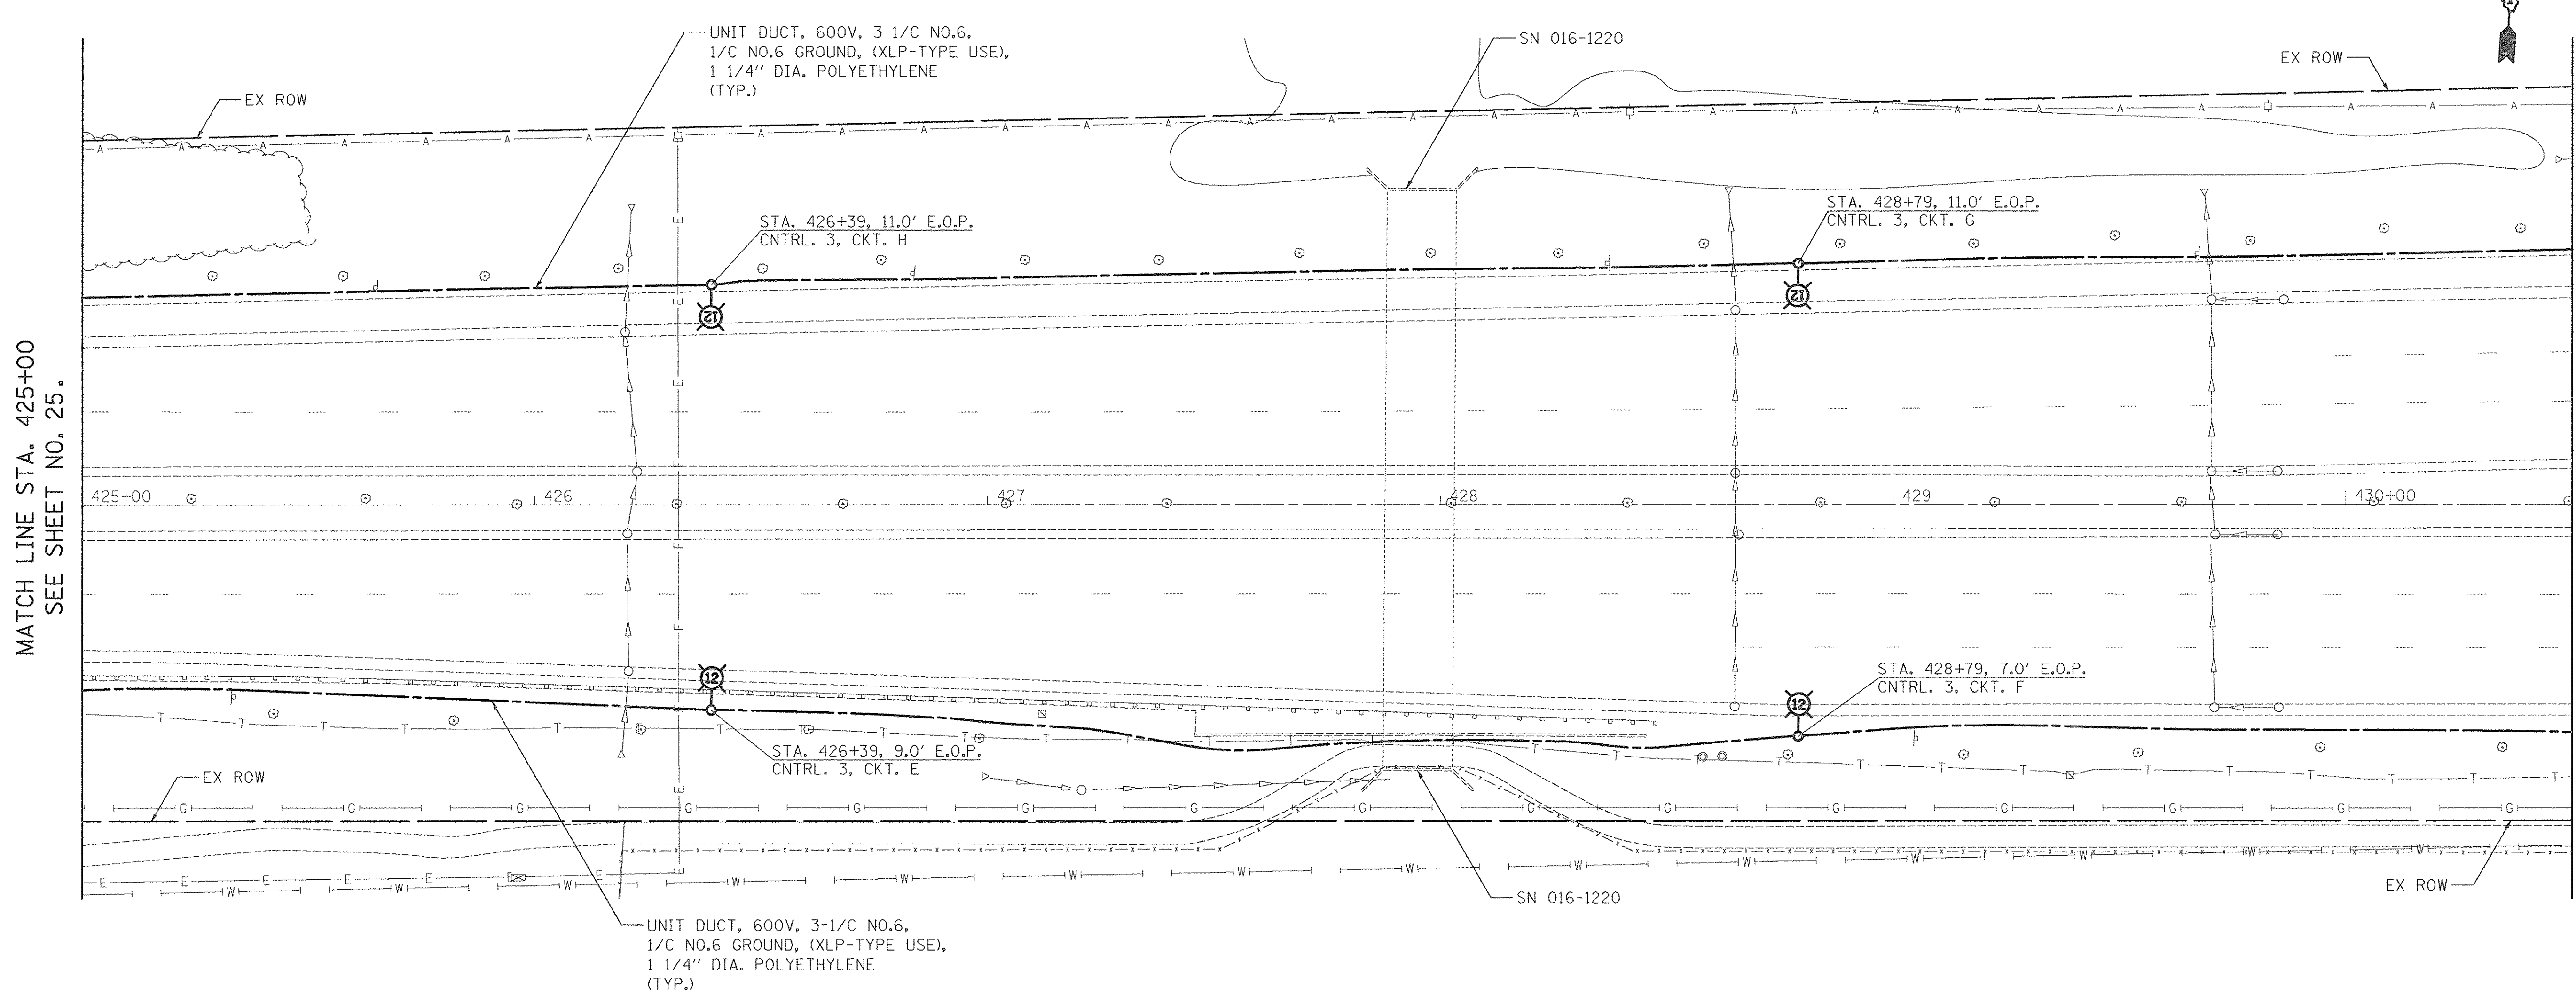 UNIT DUCT, 600V, 3-1/C NO.6,
1/C NO.6 GROUND, (XLP-TYPE USE),
1 1/4" DIA. POLYETHYLENE
(TYP.)
SN 016-1220
EX ROW
EX ROW
A A A A A A A A A A A A A A A A A A A A A A A A A A A A A A
STA. 426+39, 11.0' E.O.P.
CNTRL. 3, CKT. H
STA. 428+79, 11.0' E.O.P.
CNTRL. 3, CKT. G
12
12
MATCH LINE STA. 425+00
SEE SHEET NO. 25.
425+00
426
427
428
429
430+00
12
12
STA. 428+79, 7.0' E.O.P.
CNTRL. 3, CKT. F
STA. 426+39, 9.0' E.O.P.
CNTRL. 3, CKT. E
T T T T T T T T T T T T T T T T T T T T T T T T T T T T T
EX ROW
G G G G G G G G G G G G G G G
E E E E E E E
W W W W W W W W W W W W W W
EX ROW
SN 016-1220
UNIT DUCT, 600V, 3-1/C NO.6,
1/C NO.6 GROUND, (XLP-TYPE USE),
1 1/4" DIA. POLYETHYLENE
(TYP.)